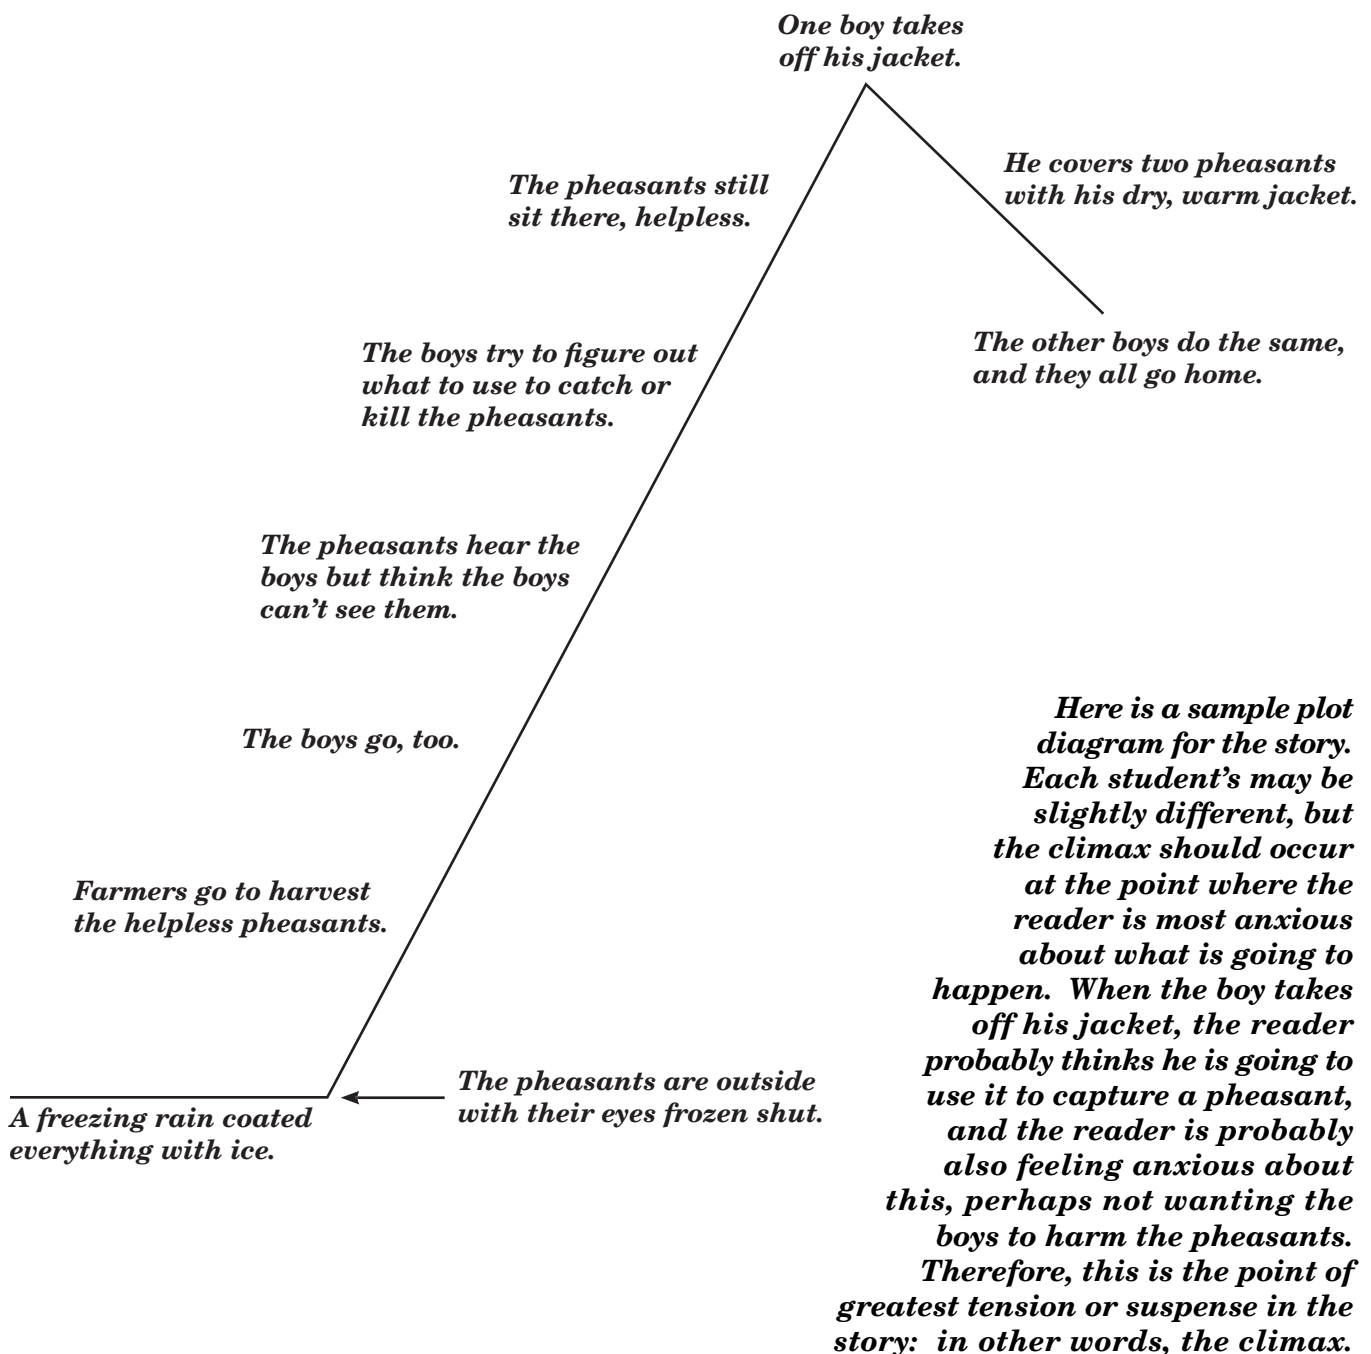 One boy takes
off his jacket.
He covers two pheasants
with his dry, warm jacket.
The pheasants still
sit there, helpless.
The other boys do the same,
and they all go home.
The boys try to figure out
what to use to catch or
kill the pheasants.
The pheasants hear the
boys but think the boys
can’t see them.
The boys go, too.
Farmers go to harvest
the helpless pheasants.
The pheasants are outside
with their eyes frozen shut.
A freezing rain coated
everything with ice.
Here is a sample plot
diagram for the story.
Each student’s may be
slightly different, but
the climax should occur
at the point where the
reader is most anxious
about what is going to
happen.  When the boy takes
off his jacket, the reader
probably thinks he is going to
use it to capture a pheasant,
and the reader is probably
also feeling anxious about
this, perhaps not wanting the
boys to harm the pheasants.
Therefore, this is the point of
greatest tension or suspense in the
story:  in other words, the climax.